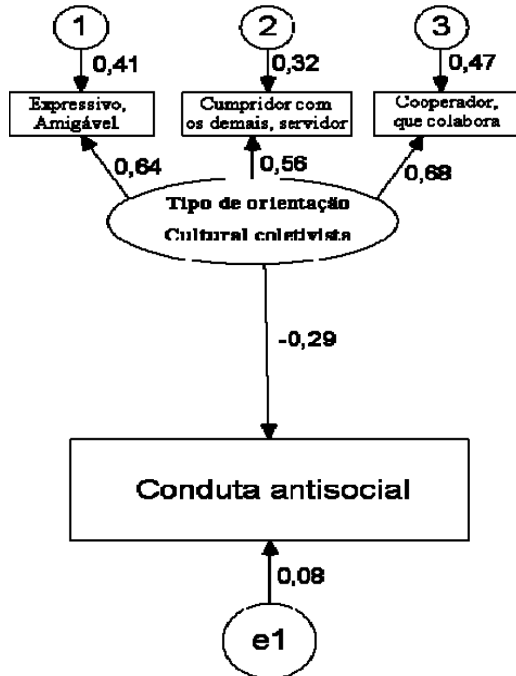 1 2 3
0,41 0,32 0,47
Expressivo,
Amigável
Cumpridor com
os demais, servidor
Cooperador,
que colabora
0,64 0,56 0,68
Tipo de orientação
Cultural coletivista
-0,29
Conduta antisocial
0,08
e1